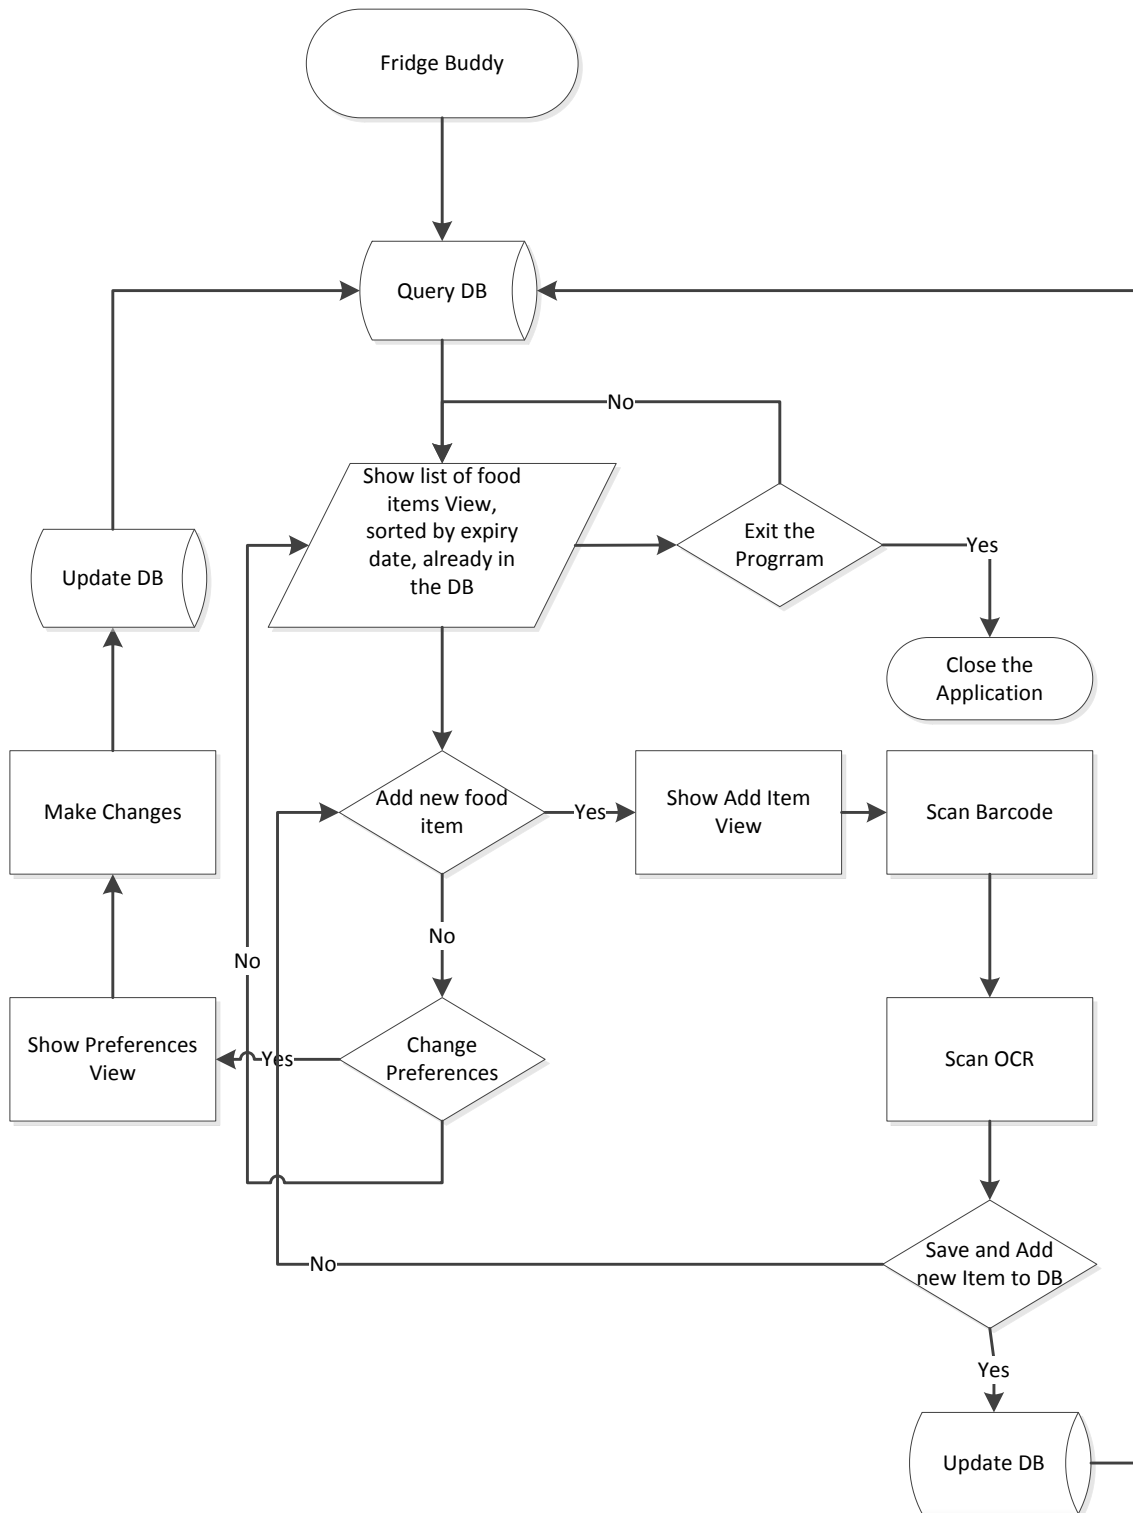 Fridge Buddy
Query DB
No
Show list of food
items View,
sorted by expiry
date, already in
the DB
Exit the
Progrram
Yes
Update DB
Close the
Application
Make Changes
Add new food
item
Yes
Show Add Item
View
Scan Barcode
No
No
Show Preferences
View
Yes
Change
Preferences
Scan OCR
No
Save and Add
new Item to DB
Yes
Update DB